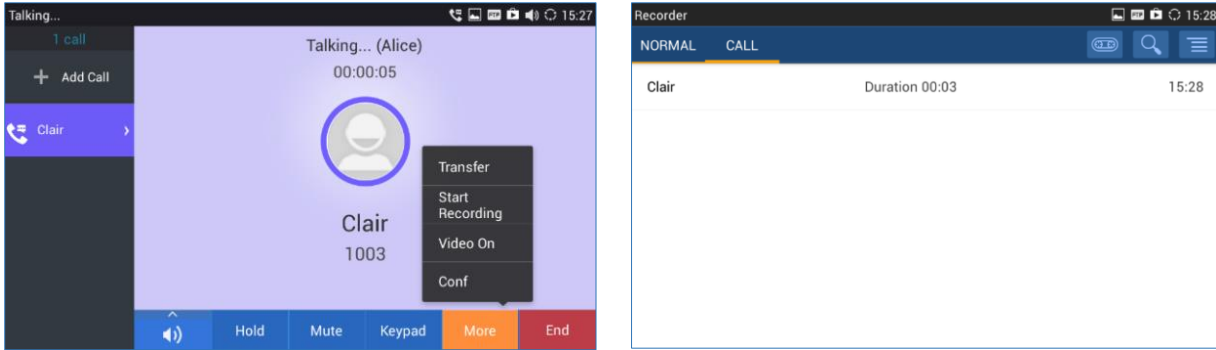 Talking...
15:27
1 call
Add Call
Clair
Talking... (Alice)
00:00:05
Clair
1003
Transfer
Start
Recording
Video On
Conf
Hold
Mute
Keypad
More
End
Recorder
FTP
15:28
NORMAL
CALL
Clair
Duration 00:03
15:28